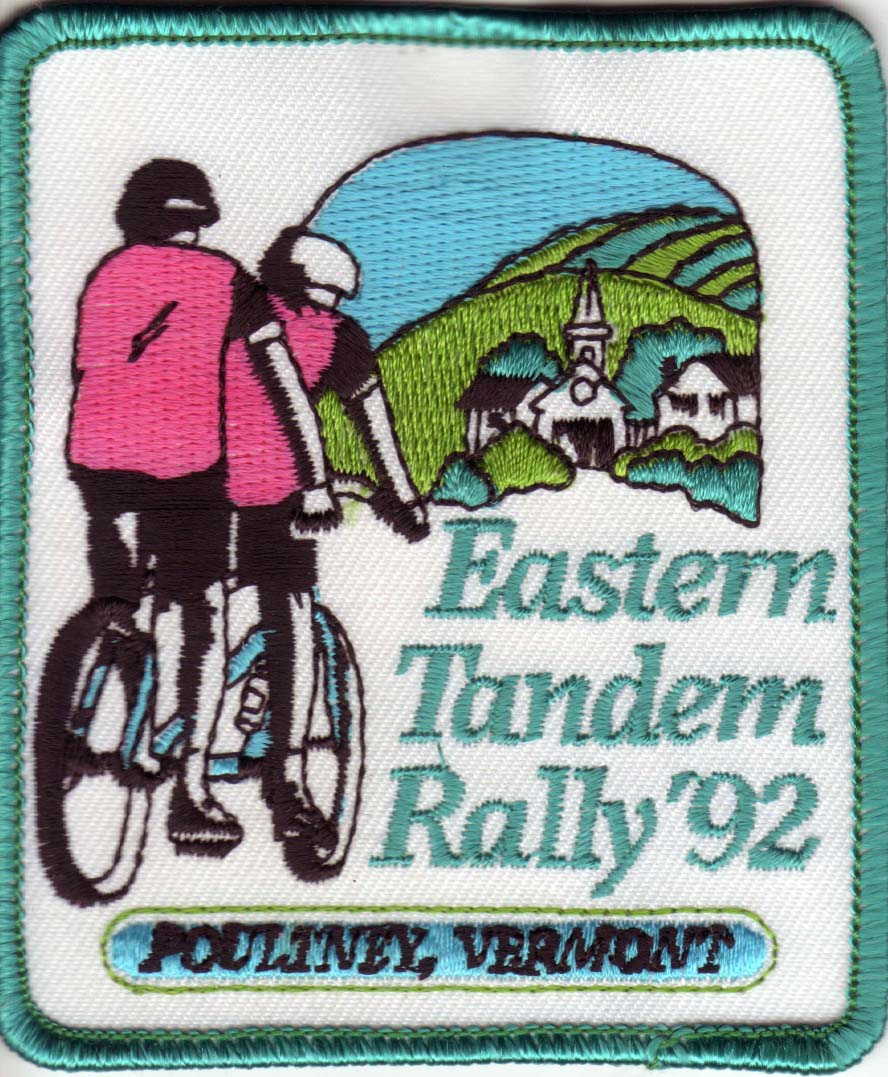 Eastern
Tandem
Rally '92
POULTNEY, VERMONT